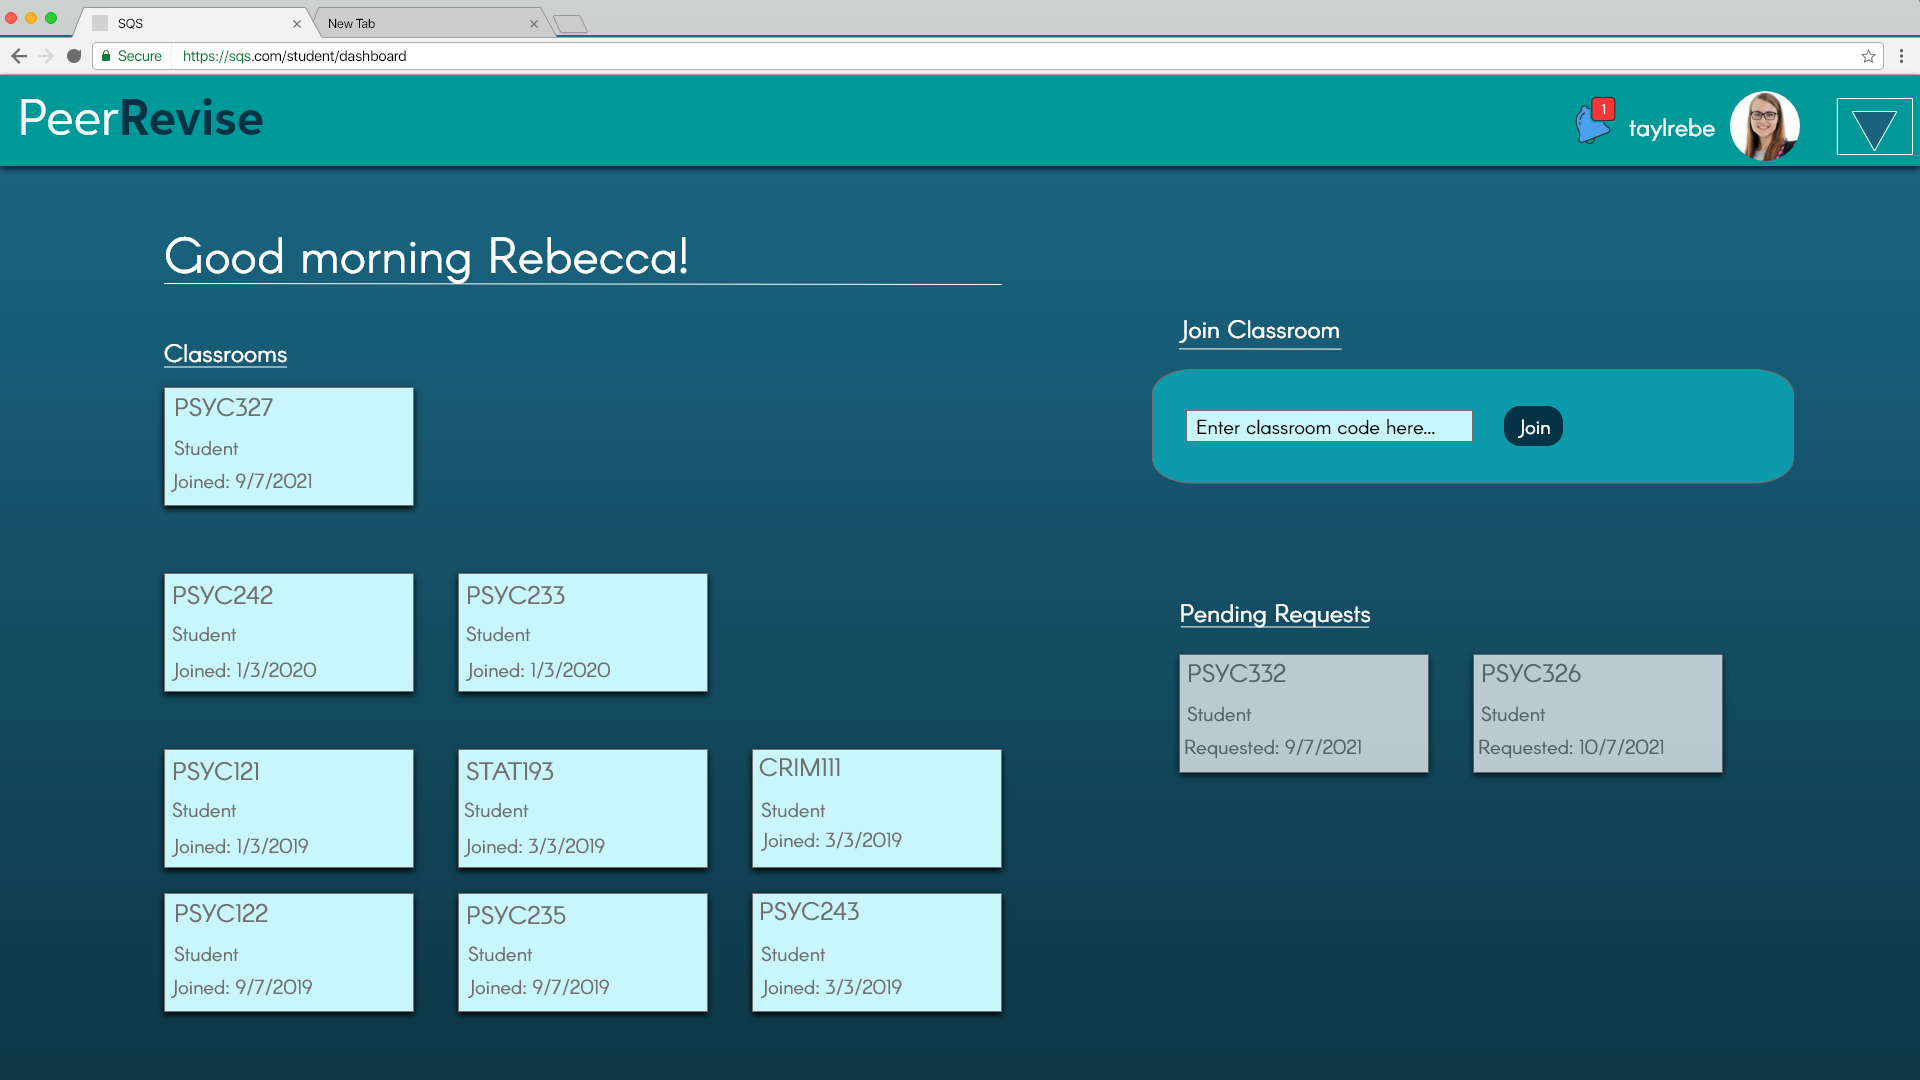 SQS
New Tab
Secure https://sqs.com/student/dashboard
PeerRevise
1
taylrebe
Good morning Rebecca!
Classrooms
PSYC327
Student
Joined: 9/7/2021
PSYC242
Student
Joined: 1/3/2020
PSYC233
Student
Joined: 1/3/2020
PSYC121
Student
Joined: 1/3/2019
STAT193
Student
Joined: 3/3/2019
CRIM111
Student
Joined: 3/3/2019
PSYC122
Student
Joined: 9/7/2019
PSYC235
Student
Joined: 9/7/2019
PSYC243
Student
Joined: 3/3/2019
Join Classroom
Enter classroom code here...
Join
Pending Requests
PSYC332
Student
Requested: 9/7/2021
PSYC326
Student
Requested: 10/7/2021